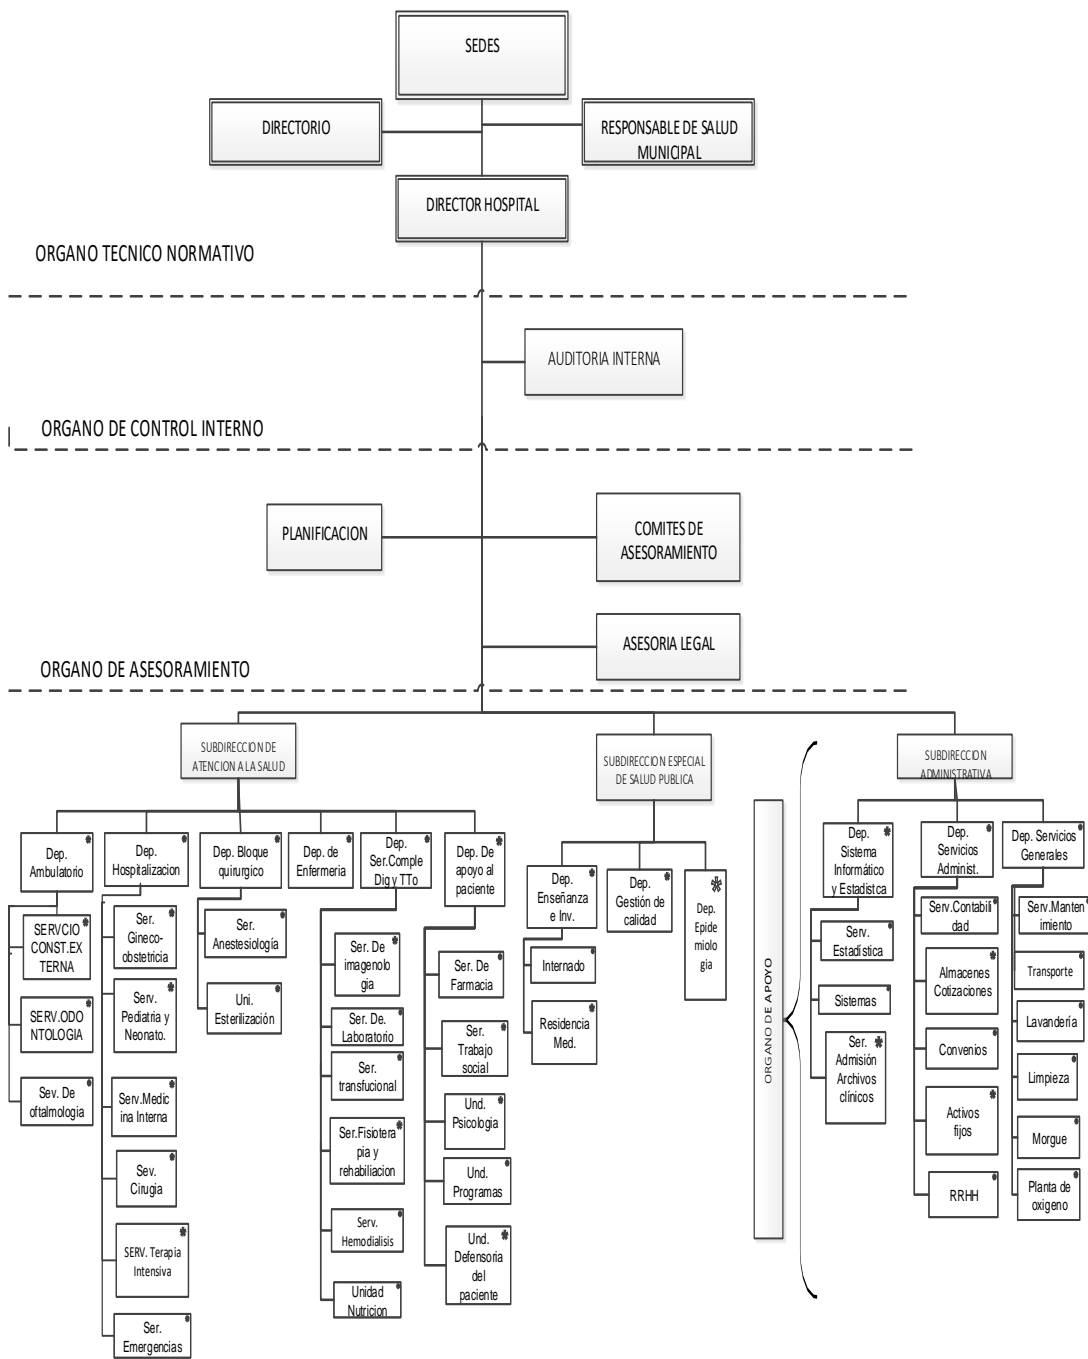 SEDES
DIRECTORIO
RESPONSABLE DE SALUD
MUNICIPAL
DIRECTOR HOSPITAL
ORGANO TECNICO NORMATIVO
AUDITORIA INTERNA
ORGANO DE CONTROL INTERNO
PLANIFICACION
COMITES DE
ASESORAMIENTO
ASESORIA LEGAL
ORGANO DE ASESORAMIENTO
SUBDIRECCION DE
ATENCION A LA SALUD
SUBDIRECCION ESPECIAL
DE SALUD PUBLICA
SUBDIRECCION
ADMINISTRATIVA
Dep.
Ambulatorio
SERVCIO
CONST.EX
TERNA
SERV.ODO
NTOLOGIA
Sev. De
oftalmologia
Dep.
Hospitalizacion
Ser.
Gineco-
obstetricia
Serv.
Pediatria y
Neonato.
Serv.Medic
ina Interna
Sev.
Cirugia
SERV. Terapia
Intensiva
Ser.
Emergencias
Dep. Bloque
quirurgico
Ser.
Anestesiología
Uni.
Esterilización
Dep. de
Enfermeria
Dep.
Ser.Comple
Dig y TTo
Ser. De
imagenolo
gia
Ser. De.
Laboratorio
Ser.
transfucional
Ser.Fisiotera
pia y
rehabiliacion
Serv.
Hemodialisis
Unidad
Nutricion
Dep. De
apoyo al
paciente
Ser. De
Farmacia
Ser.
Trabajo
social
Und.
Psicologia
Und.
Programas
Und.
Defensoria
del
paciente
Dep.
Enseñanza
e Inv.
Internado
Residencia
Med.
Dep.
Gestión de
calidad
Dep.
Epide
miolo
gia
ORGANO DE APOYO
Dep.
Sistema
Informático
y Estadistca
Serv.
Estadística
Sistemas
Ser.
Admisión
Archivos
clínicos
Dep.
Servicios
Administ.
Serv.Contabili
dad
Almacenes
Cotizaciones
Convenios
Activos
fijos
RRHH
Dep. Servicios
Generales
Serv.Manten
imiento
Transporte
Lavandería
Limpieza
Morgue
Planta de
oxigeno